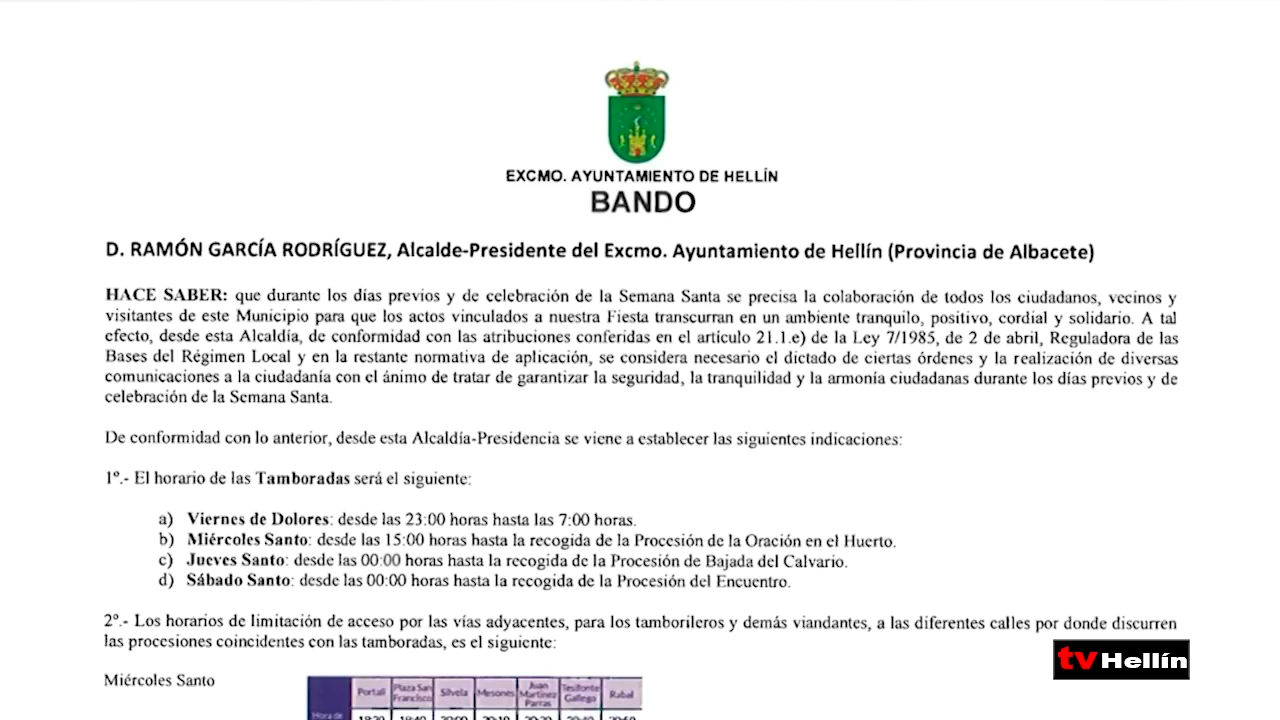 EXCMO. AYUNTAMIENTO DE HELLÍN
BANDO
D. RAMÓN GARCÍA RODRÍGUEZ, Alcalde-Presidente del Excmo. Ayuntamiento de Hellín (Provincia de Albacete)
HACE SABER: que durante los días previos y de celebración de la Semana Santa se precisa la colaboración de todos los ciudadanos, vecinos y
visitantes de este Municipio para que los actos vinculados a nuestra Fiesta transcurran en un ambiente tranquilo, positivo, cordial y solidario. A tal
efecto, desde esta Alcaldía, de conformidad con las atribuciones conferidas en el artículo 21.1.e) de la Ley 7/1985, de 2 de abril, Reguladora de las
Bases del Régimen Local y en la restante normativa de aplicación, se considera necesario el dictado de ciertas órdenes y la realización de diversas
comunicaciones a la ciudadanía con el ánimo de tratar de garantizar la seguridad, la tranquilidad y la armonía ciudadanas durante los días previos y de
celebración de la Semana Santa.
De conformidad con lo anterior, desde esta Alcaldía-Presidencia se viene a establecer las siguientes indicaciones:
1º.- El horario de las Tamboradas será el siguiente:
a) Viernes de Dolores: desde las 23:00 horas hasta las 7:00 horas.
b) Miércoles Santo: desde las 15:00 horas hasta la recogida de la Procesión de la Oración en el Huerto.
c) Jueves Santo: desde las 00:00 horas hasta la recogida de la Procesión de Bajada del Calvario.
d) Sábado Santo: desde las 00:00 horas hasta la recogida de la Procesión del Encuentro.
2º.- Los horarios de limitación de acceso por las vías adyacentes, para los tamborileros y demás viandantes, a las diferentes calles por donde discurren
las procesiones coincidentes con las tamboradas, es el siguiente:
tvHellín
Miércoles Santo
Portalí Plaza San Francisco Silvela Mesones Juan Martínez Parras Tesifonte Gallego Rabal
Hora de